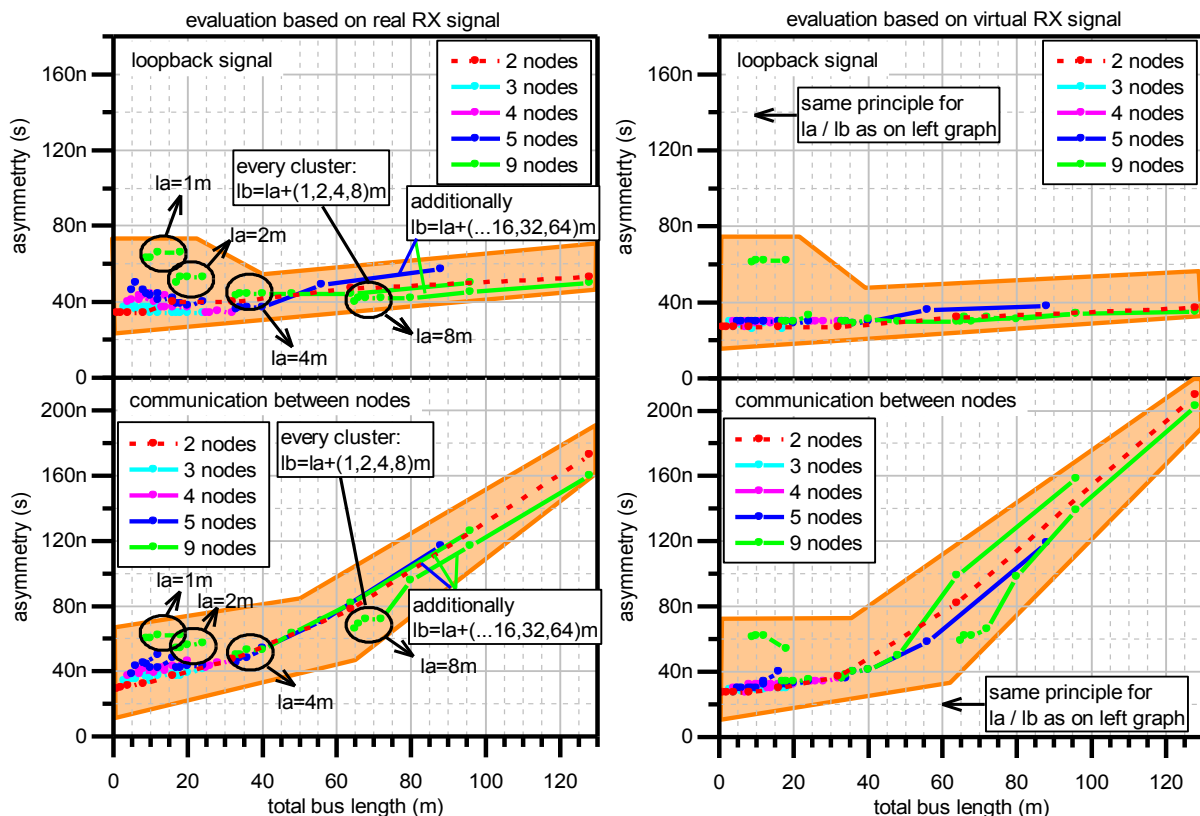 evaluation based on real RX signal
evaluation based on virtual RX signal
asymmetrty (s)
160n
120n
80n
40n
0
loopback signal
2 nodes
3 nodes
4 nodes
5 nodes
9 nodes
la=1m
la=2m
every cluster:
lb=la+(1,2,4,8)m
additionally
lb=la+(...16,32,64)m
la=4m
la=8m
asymmetrty (s)
160n
120n
80n
40n
0
loopback signal
2 nodes
3 nodes
4 nodes
5 nodes
9 nodes
same principle for
la / lb as on left graph
asymmetry (s)
200n
160n
120n
80n
40n
0
communication between nodes
2 nodes
3 nodes
4 nodes
5 nodes
9 nodes
every cluster:
lb=la+(1,2,4,8)m
la=1m
la=2m
additionally
lb=la+(...16,32,64)m
la=8m
la=4m
0 20 40 60 80 100 120
total bus length (m)
asymmetry (s)
200n
160n
120n
80n
40n
0
communication between nodes
2 nodes
3 nodes
4 nodes
5 nodes
9 nodes
same principle for
la / lb as on left graph
0 20 40 60 80 100 120
total bus length (m)